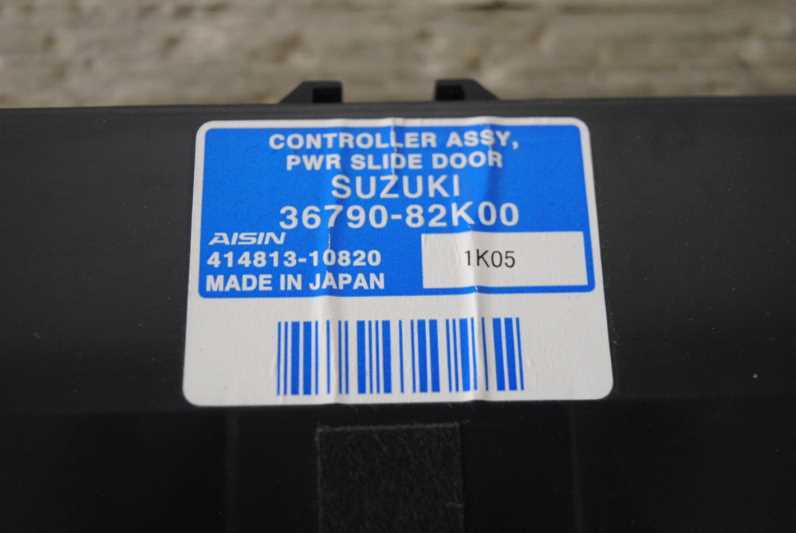 CONTROLLER ASSY,
PWR SLIDE DOOR
SUZUKI
36790-82K00
AISIN
414813-10820
1K05
MADE IN JAPAN